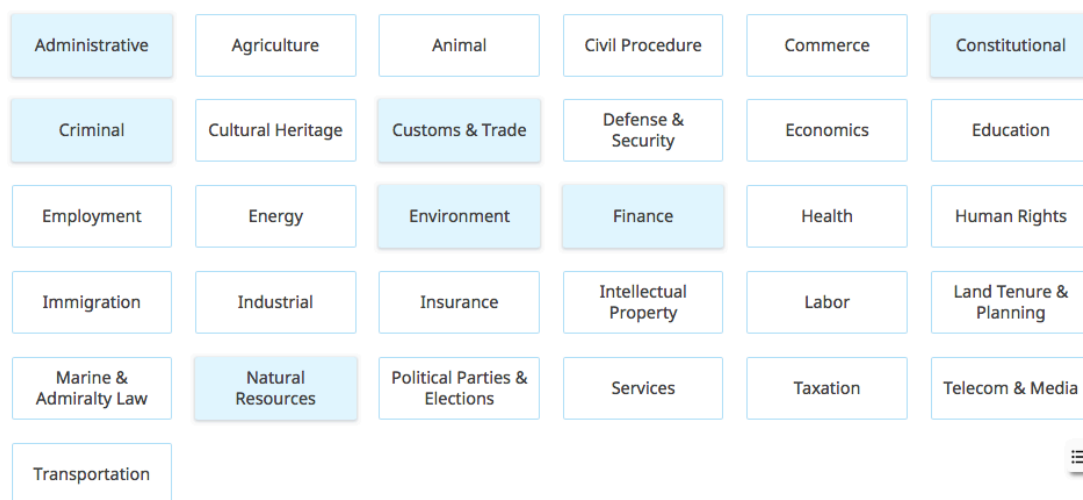 Administrative
Agriculture
Animal
Civil Procedure
Commerce
Constitutional
Criminal
Cultural Heritage
Customs & Trade
Defense &
Security
Economics
Education
Employment
Energy
Environment
Finance
Health
Human Rights
Immigration
Industrial
Insurance
Intellectual
Property
Labor
Land Tenure &
Planning
Marine &
Admiralty Law
Natural
Resources
Political Parties &
Elections
Services
Taxation
Telecom & Media
Transportation